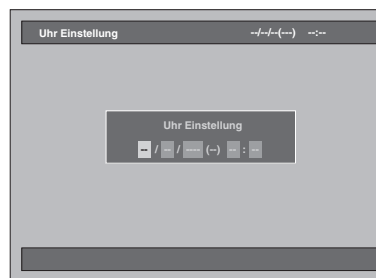 Uhr Einstellung --/--/--(---) --:--
Uhr Einstellung
-- / -- / ---- (--) -- : --